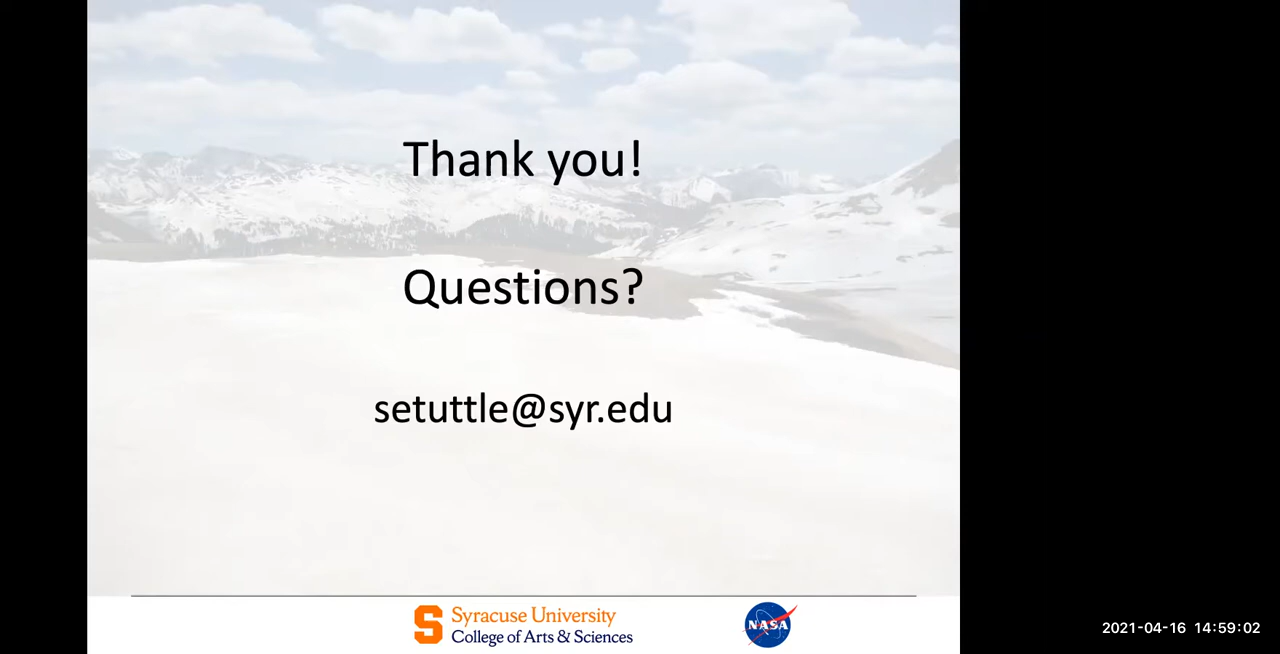 Thank you!
Questions?
setuttle@syr.edu
S Syracuse University
College of Arts & Sciences
NASA
2021-04-16 14:59:02